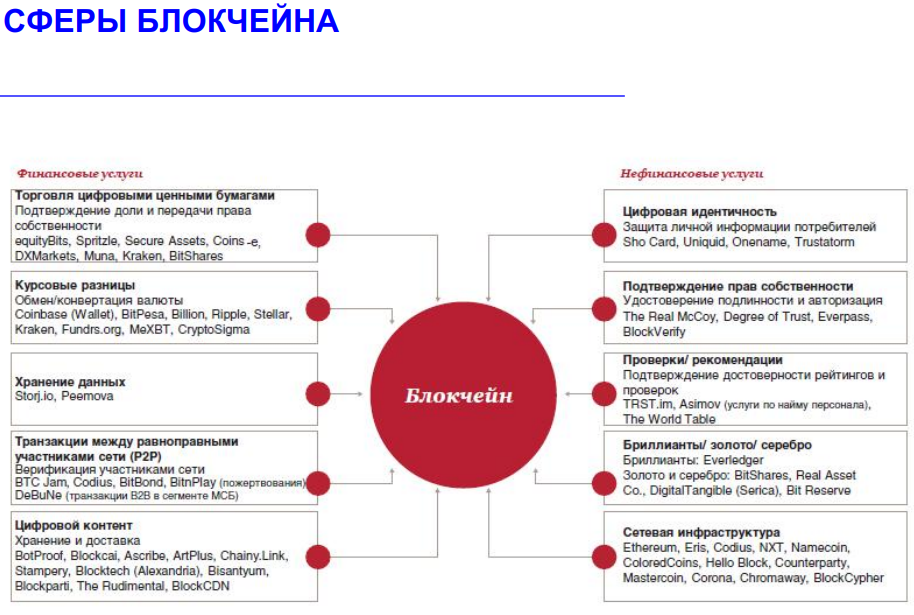 СФЕРЫ БЛОКЧЕЙНА
Финансовые услуги
Торговля цифровыми ценными бумагами
Подтверждение доли и передачи права
собственности
equityBits, Spritzle, Secure Assets, Coins-e,
DXMarkets, Muna, Kraken, BitShares
Курсовые разницы
Обмен/конвертация валюты
Coinbase (Wallet), BitPesa, Billion, Ripple, Stellar,
Kraken, Fundrs.org, MeXBT, CryptoSigma
Хранение данных
Storj.io, Peemova
Транзакции между равноправными
участниками сети (P2P)
Верификация участниками сети
BTC Jam, Codius, BitBond, BitnPlay (пожертвования)
DeBuNe (транзакции B2B в сегменте МСБ)
Цифровой контент
Хранение и доставка
BotProof, Blockcai, Ascribe, ArtPlus, Chainy.Link,
Stampery, Blocktech (Alexandria), Bisantyum,
Blockparti, The Rudimental, BlockCDN
Блокчейн
Нефинансовые услуги
Цифровая идентичность
Защита личной информации потребителей
Sho Card, Uniquid, Onename, Trustatorm
Подтверждение прав собственности
Удостоверение подлинности и авторизация
The Real McCoy, Degree of Trust, Everpass,
BlockVerify
Проверки/ рекомендации
Подтверждение достоверности рейтингов и
проверок
TRST.im, Asimov (услуги по найму персонала),
The World Table
Бриллианты/ золото/ серебро
Бриллианты: Everledger
Золото и серебро: BitShares, Real Asset
Co., DigitalTangible (Serica), Bit Reserve
Сетевая инфраструктура
Ethereum, Eris, Codius, NXT, Namecoin,
ColoredCoins, Hello Block, Counterparty,
Mastercoin, Corona, Chromaway, BlockCypher